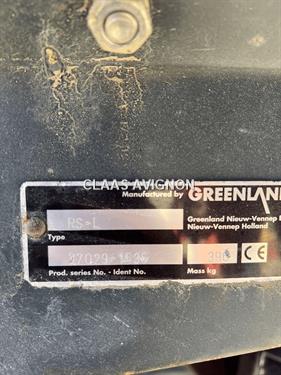 CLAAS AVIGNON
Manufactured by GREENLAN
RS-L
Greenland Nieuw-Vennep
Nieuw-Vennep Holland
Type
CE
Prod. series No. - Ident No.
Mass kg